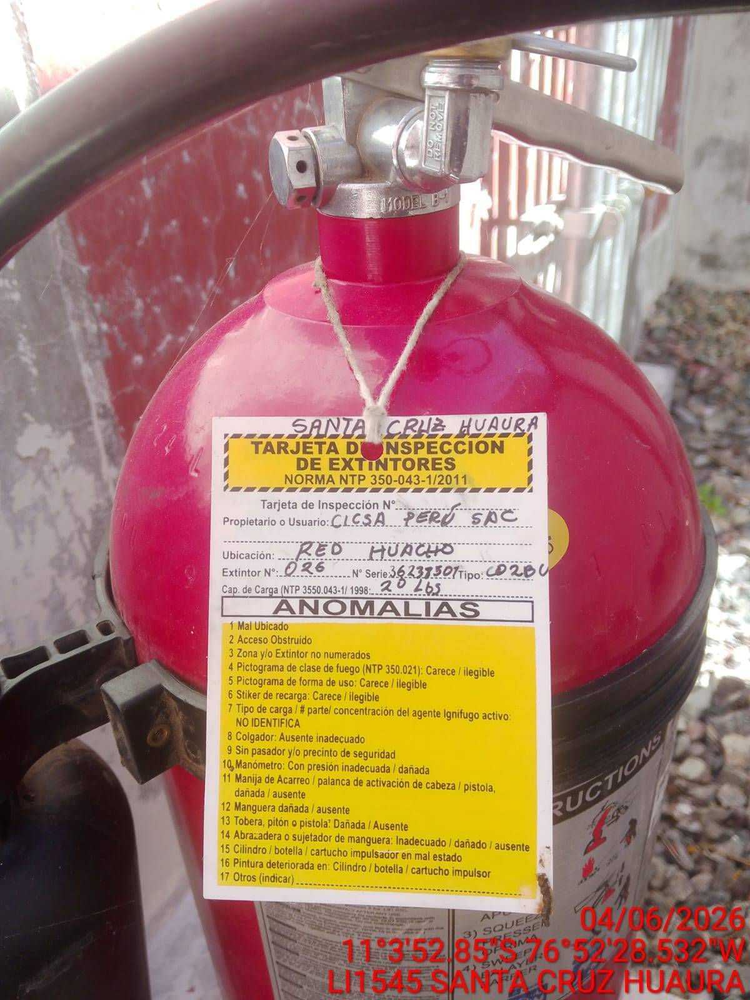 DO NOT
REMOVE
MODEL B-
SANTA CRUZ HUAURA
TARJETA DE INSPECCION
DE EXTINTORES
NORMA NTP 350-043-1/2011
Tarjeta de Inspección N°
Propietario o Usuario: CICSA PERÚ SAC
Ubicación: RED HUACHO
Extintor N°: 026 N° Serie: Tipo:
Cap. de Carga (NTP 3550.043-1/ 1998: 20 Lbs
ANOMALIAS
1 Mal Ubicado
2 Acceso Obstruido
3 Zona y/o Extintor no numerados
4 Pictograma de clase de fuego (NTP 350.021): Carece / ilegible
5 Pictograma de forma de uso: Carece / ilegible
6 Stiker de recarga: Carece / ilegible
7 Tipo de carga / # parte/ concentración del agente Ignífugo activo:
NO IDENTIFICA
8 Colgador: Ausente inadecuado
9 Sin pasador y/o precinto de seguridad
10 Manómetro: Con presión inadecuada / dañada
11 Manija de Acarreo / palanca de activación de cabeza / pistola,
dañada / ausente
12 Manguera dañada / ausente
13 Tobera, pitón o pistola: Dañada / Ausente
14 Abrazadera o sujetador de manguera: Inadecuado / dañado / ausente
15 Cilindro / botella / cartucho impulsador en mal estado
16 Pintura deteriorada en: Cilindro / botella / cartucho impulsor
17 Otros (indicar)
RUCTIONS
3) SQUEEZ
4) SWEEP
04/06/2026
11°3'52.85"S 76°52'28.532"W
LI1545 SANTA CRUZ HUAURA